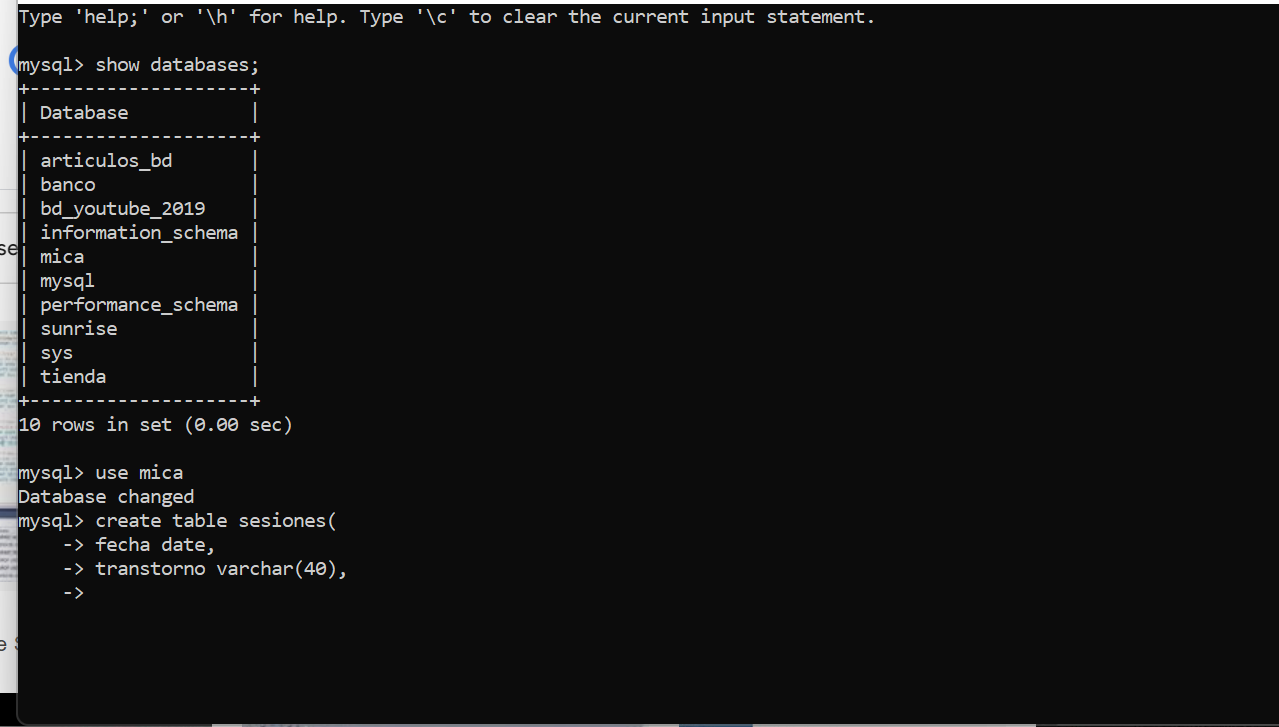 Type 'help;' or '\h' for help. Type '\c' to clear the current input statement.
mysql> show databases;
+--------------------+
| Database           |
+--------------------+
| articulos_bd       |
| banco              |
| bd_youtube_2019    |
| information_schema |
| mica               |
| mysql              |
| performance_schema |
| sunrise            |
| sys                |
| tienda             |
+--------------------+
10 rows in set (0.00 sec)
mysql> use mica
Database changed
mysql> create table sesiones(
    -> fecha date,
    -> transtorno varchar(40),
    ->